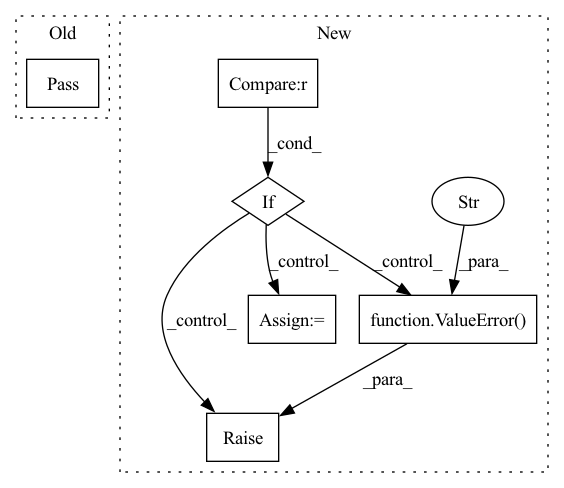 Old
New
Pass
Compare:r
_cond_
If
Str
_control_
_control_
_para_
_control_
Assign:=
function.ValueError()
_para_
Raise